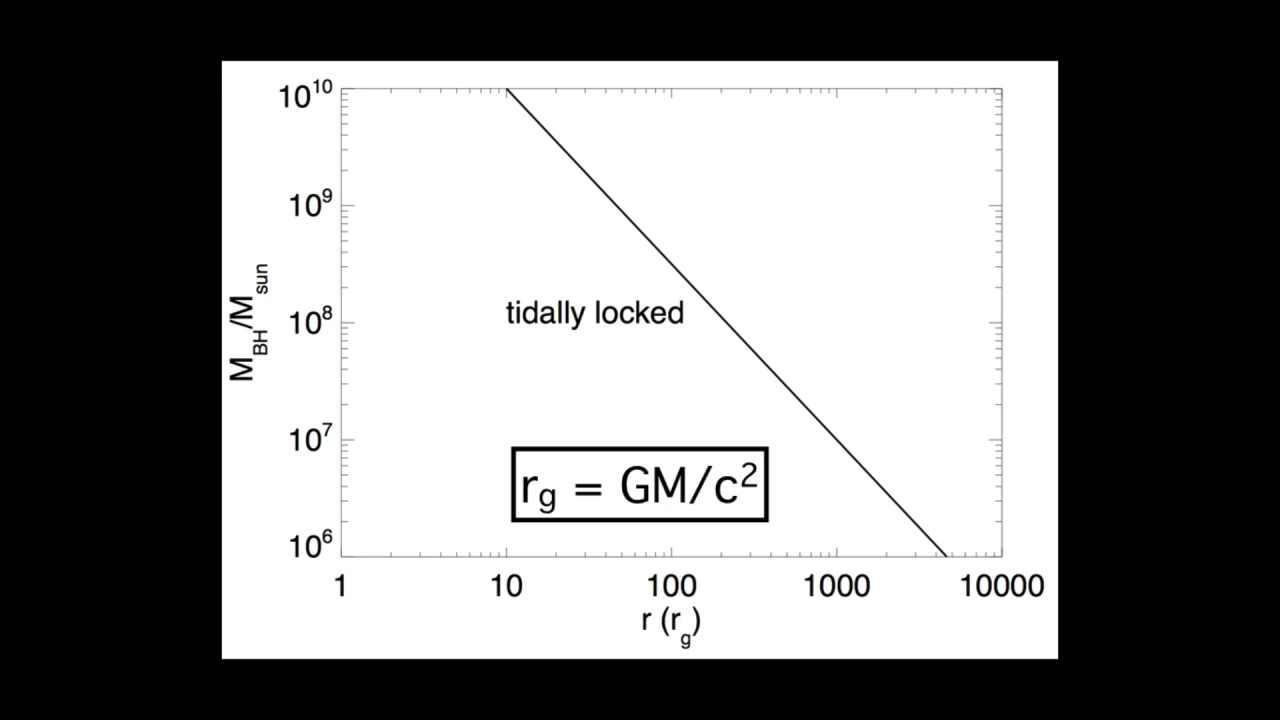 10^10
10^9
10^8
10^7
10^6
M_BH/M_sun
tidally locked
r_g = GM/c^2
1 10 100 1000 10000
r (r_g)